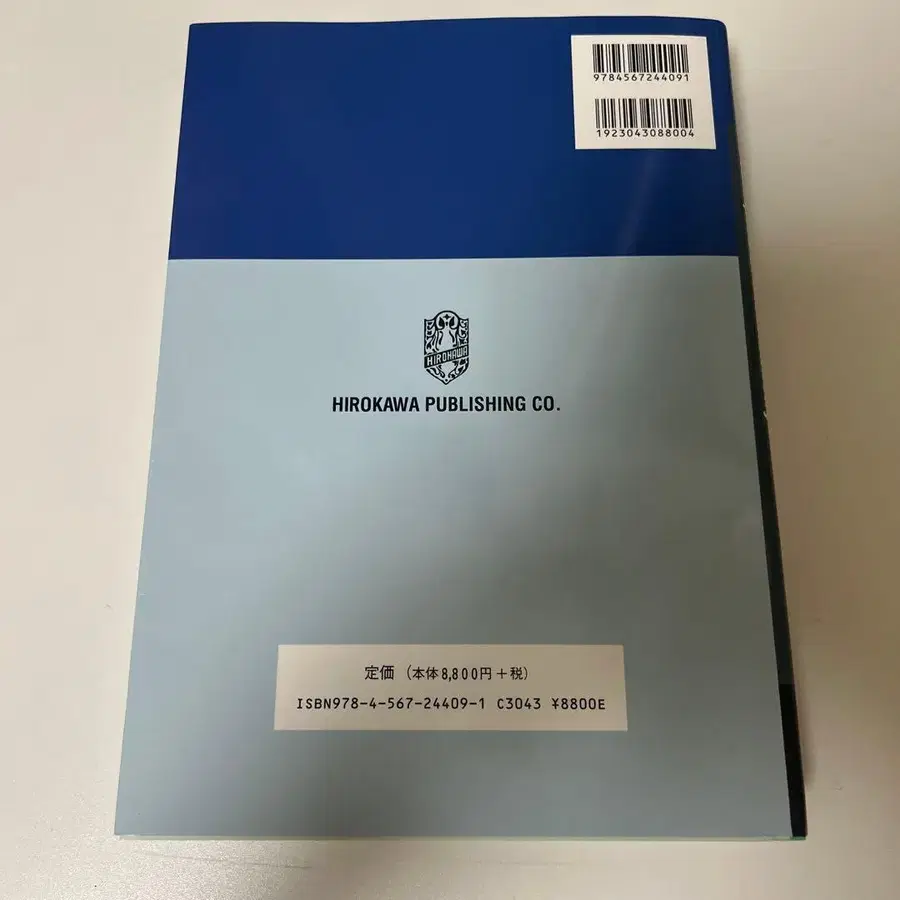 9784567244091
1923043088004
HIROKAWA
HIROKAWA PUBLISHING CO.
定価（本体8,800円＋税）
ISBN978-4-567-24409-1 C3043 ¥8800E